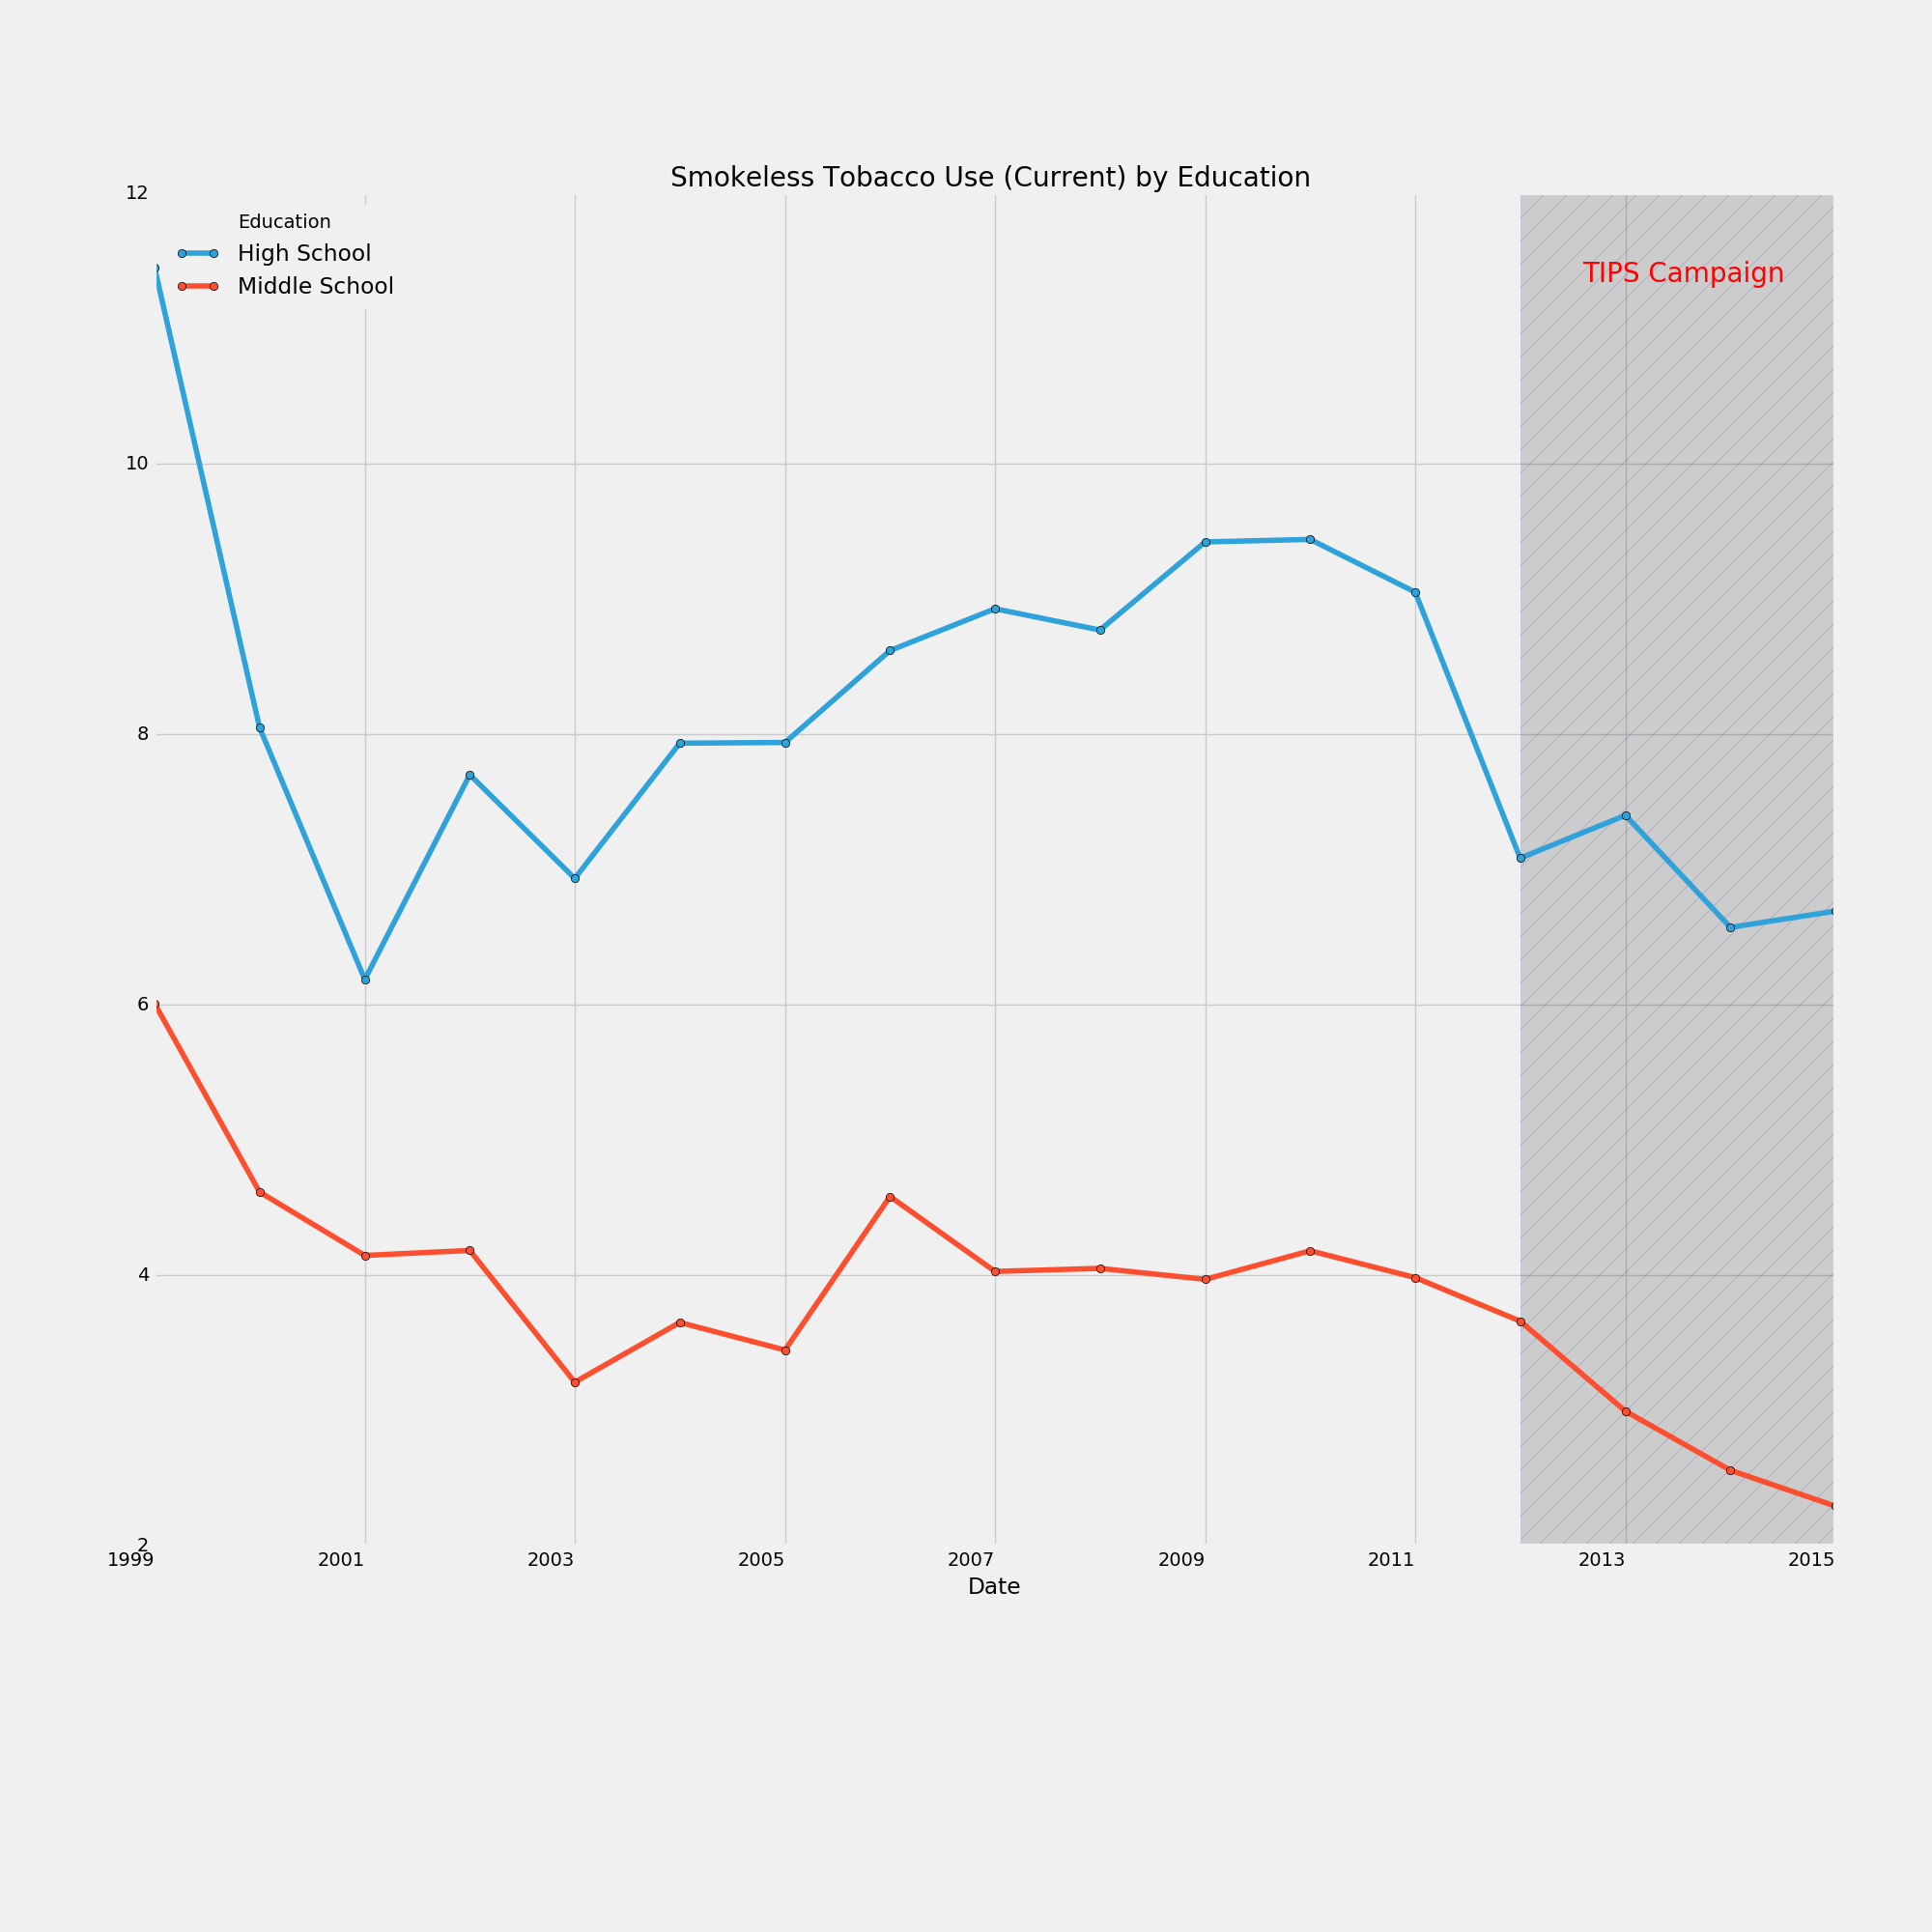 Smokeless Tobacco Use (Current) by Education
12
Education
High School
Middle School
TIPS Campaign
10
8
6
4
2
1999 2001 2003 2005 2007 2009 2011 2013 2015
Date